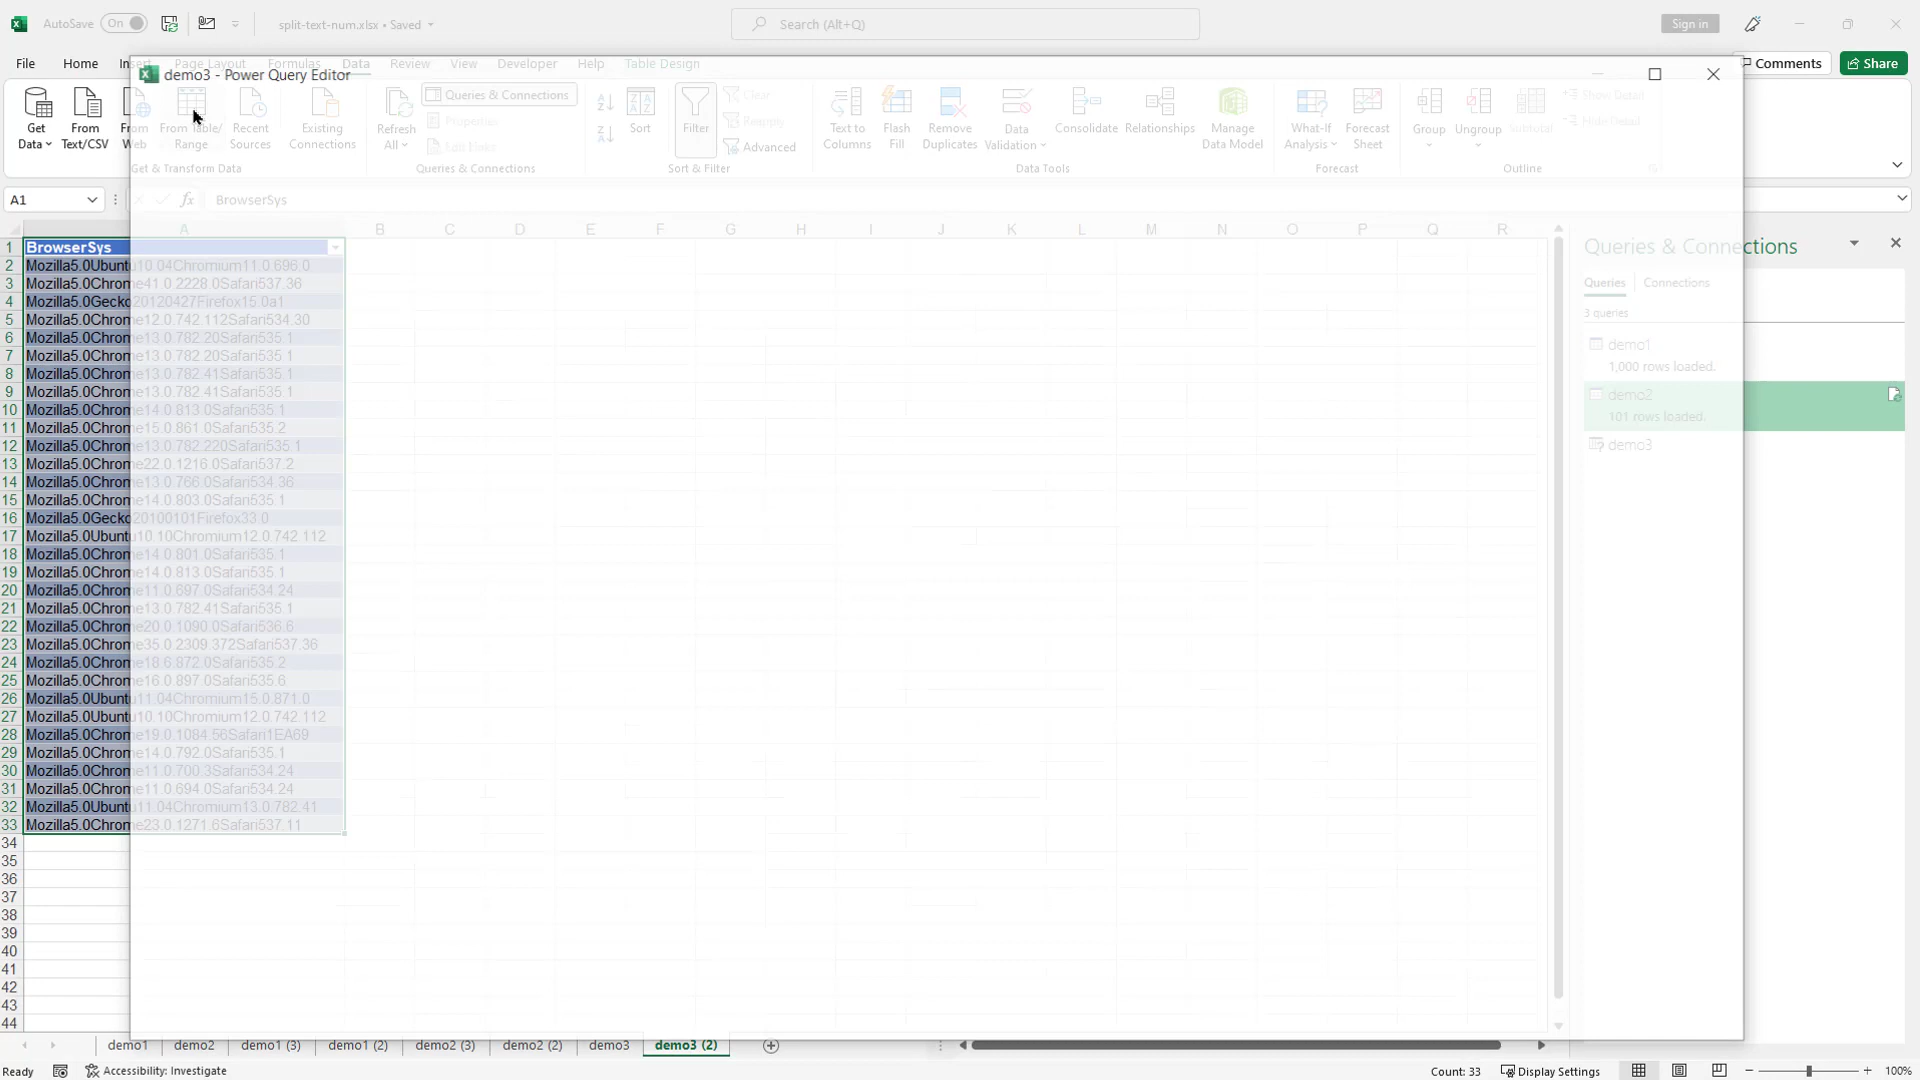 AutoSave On split-text-num.xlsx • Saved Search (Alt+Q) Sign in
File Home Insert Page Layout Formulas Data Review View Developer Help Table Design Comments Share
demo3 - Power Query Editor
Get Data From Text/CSV From Web From Table/ Range Recent Sources Existing Connections
Refresh All Queries & Connections Properties Edit Links
Sort Filter Clear Reapply Advanced
Text to Columns Flash Fill Remove Duplicates Data Validation Consolidate Relationships Manage Data Model
What-If Analysis Forecast Sheet Group Ungroup Subtotal Show Detail Hide Detail
Get & Transform Data Queries & Connections Sort & Filter Data Tools Forecast Outline
A1 fx BrowserSys
A B C D E F G H I J K L M N O P Q R
1 BrowserSys
2 Mozilla5.0Ubuntu10.04Chromium11.0.696.0
3 Mozilla5.0Chrome41.0.2228.0Safari537.36
4 Mozilla5.0Gecko20120427Firefox15.0a1
5 Mozilla5.0Chrome12.0.742.112Safari534.30
6 Mozilla5.0Chrome13.0.782.20Safari535.1
7 Mozilla5.0Chrome13.0.782.20Safari535.1
8 Mozilla5.0Chrome13.0.782.41Safari535.1
9 Mozilla5.0Chrome13.0.782.41Safari535.1
10 Mozilla5.0Chrome14.0.813.0Safari535.1
11 Mozilla5.0Chrome15.0.861.0Safari535.2
12 Mozilla5.0Chrome13.0.782.220Safari535.1
13 Mozilla5.0Chrome22.0.1216.0Safari537.2
14 Mozilla5.0Chrome13.0.766.0Safari534.36
15 Mozilla5.0Chrome14.0.803.0Safari535.1
16 Mozilla5.0Gecko20100101Firefox33.0
17 Mozilla5.0Ubuntu10.10Chromium12.0.742.112
18 Mozilla5.0Chrome14.0.801.0Safari535.1
19 Mozilla5.0Chrome14.0.813.0Safari535.1
20 Mozilla5.0Chrome11.0.697.0Safari534.24
21 Mozilla5.0Chrome13.0.782.41Safari535.1
22 Mozilla5.0Chrome20.0.1090.0Safari536.6
23 Mozilla5.0Chrome35.0.2309.372Safari537.36
24 Mozilla5.0Chrome18.6.872.0Safari535.2
25 Mozilla5.0Chrome16.0.897.0Safari535.6
26 Mozilla5.0Ubuntu11.04Chromium15.0.871.0
27 Mozilla5.0Ubuntu10.10Chromium12.0.742.112
28 Mozilla5.0Chrome19.0.1084.56Safari1EA69
29 Mozilla5.0Chrome14.0.792.0Safari535.1
30 Mozilla5.0Chrome11.0.700.3Safari534.24
31 Mozilla5.0Chrome11.0.694.0Safari534.24
32 Mozilla5.0Ubuntu11.04Chromium13.0.782.41
33 Mozilla5.0Chrome23.0.1271.6Safari537.11
34
35
36
37
38
39
40
41
42
43
44
Queries & Connections
Queries Connections
3 queries
demo1
1,000 rows loaded.
demo2
101 rows loaded.
demo3
demo1 demo2 demo1 (3) demo1 (2) demo2 (3) demo2 (2) demo3 demo3 (2)
Ready Accessibility: Investigate Count: 33 Display Settings 100%